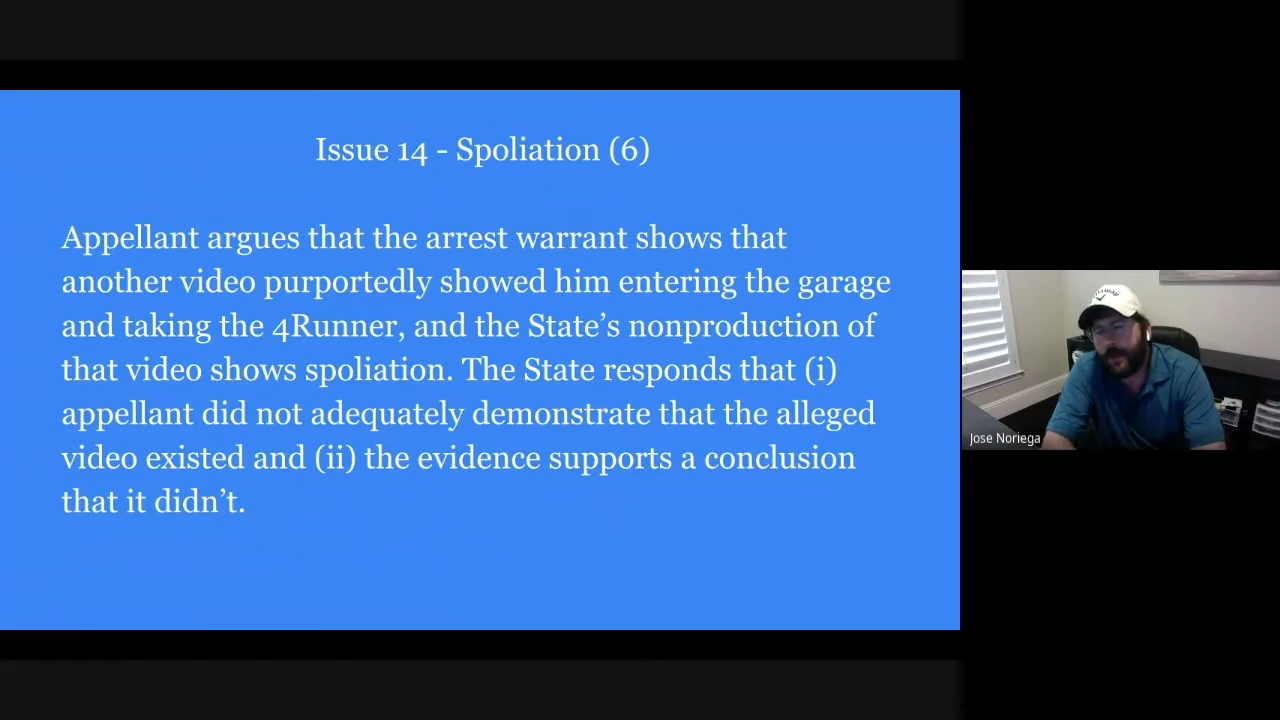 Issue 14 - Spoliation (6)
Appellant argues that the arrest warrant shows that
another video purportedly showed him entering the garage
and taking the 4Runner, and the State’s nonproduction of
that video shows spoliation. The State responds that (i)
appellant did not adequately demonstrate that the alleged
video existed and (ii) the evidence supports a conclusion
that it didn’t.
Callaway
Jose Noriega